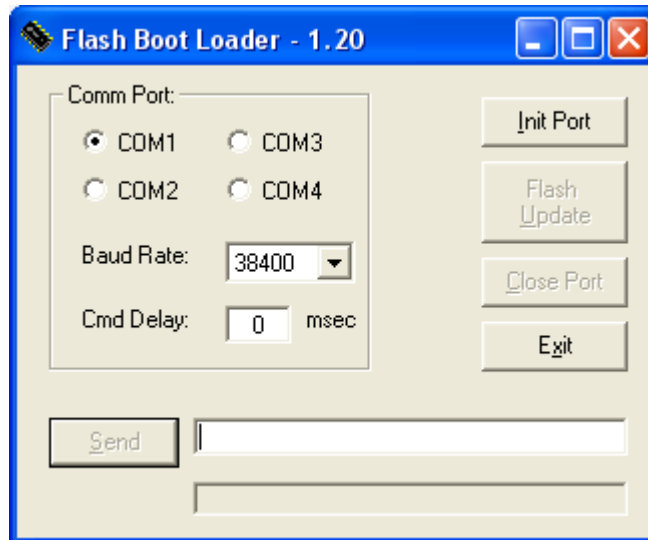 Flash Boot Loader - 1.20
Comm Port:
COM1
COM3
COM2
COM4
Baud Rate:
38400
Cmd Delay:
0
msec
Init Port
Flash
Update
Close Port
Exit
Send